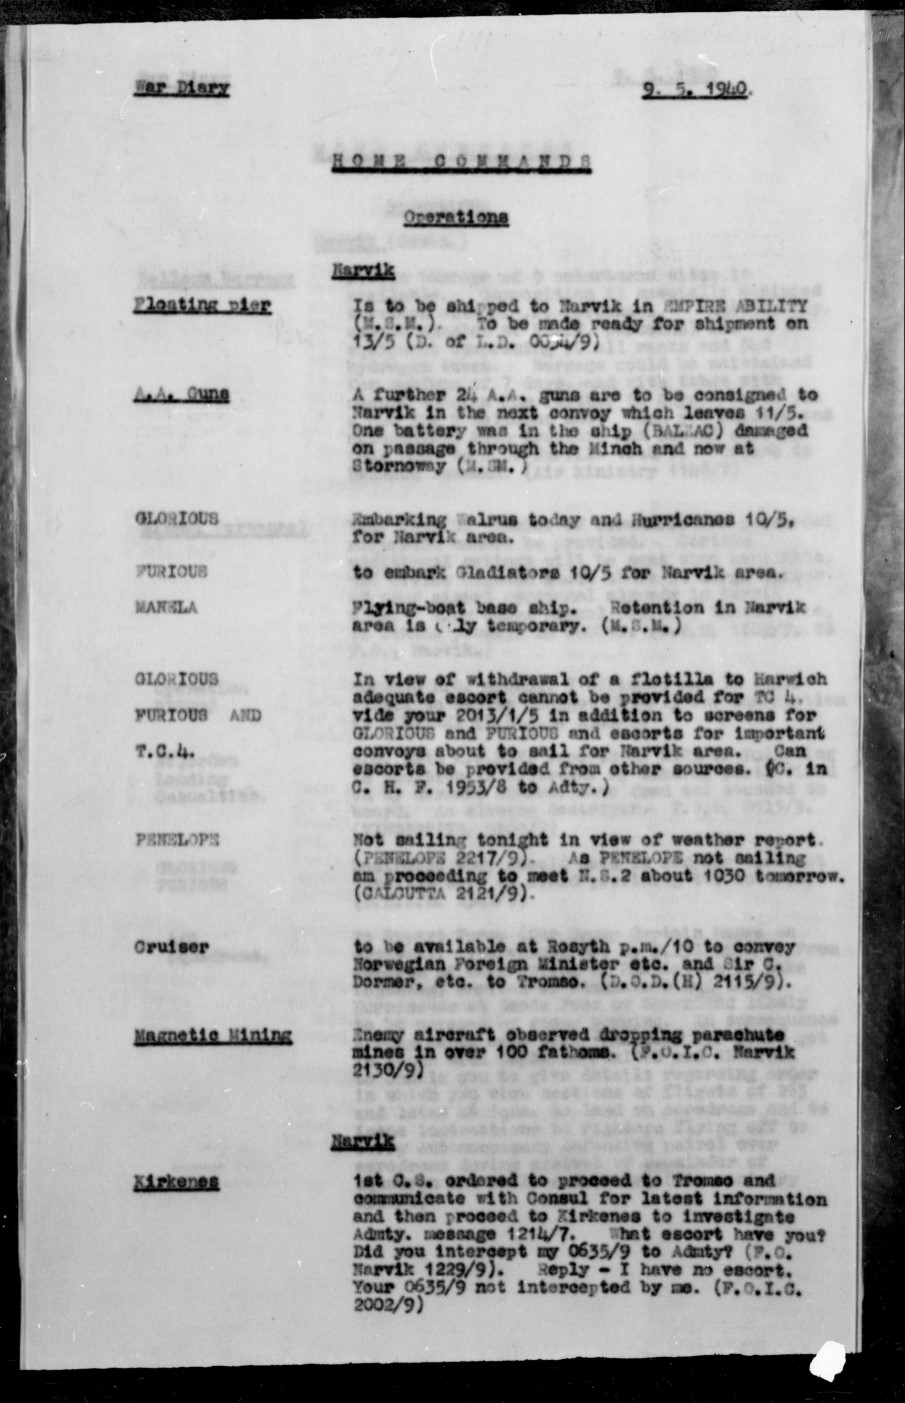 War Diary
9. 5. 1940.
HOME COMMANDS
Operations
Narvik
Floating pier
Is to be shipped to Narvik in EMPIRE ABILITY
(M.S.M.). To be made ready for shipment on
13/5 (D. of L.D. 0034/9)
A.A. Guns
A further 24 A.A. guns are to be consigned to
Narvik in the next convoy which leaves 11/5.
One battery was in the ship (BALZAC) damaged
on passage through the Minch and now at
Stornoway (M.SM.)
GLORIOUS
Embarking Walrus today and Hurricanes 10/5,
for Narvik area.
FURIOUS
to embark Gladiators 10/5 for Narvik area.
MANELA
Flying-boat base ship. Retention in Narvik
area is only temporary. (M.S.M.)
GLORIOUS
FURIOUS AND
T.C.4.
In view of withdrawal of a flotilla to Harwich
adequate escort cannot be provided for TC 4.
vide your 2013/1/5 in addition to screens for
GLORIOUS and FURIOUS and escorts for important
convoys about to sail for Narvik area. Can
escorts be provided from other sources. (C. in
C. H. F. 1953/8 to Adty.)
PENELOPE
Not sailing tonight in view of weather report.
(PENELOPE 2217/9). As PENELOPE not sailing
am proceeding to meet N.S.2 about 1030 tomorrow.
(CALCUTTA 2121/9).
Cruiser
to be available at Rosyth p.m./10 to convey
Norwegian Foreign Minister etc. and Sir C.
Dormer, etc. to Tromso. (D.O.D.(H) 2115/9).
Magnetic Mining
Enemy aircraft observed dropping parachute
mines in over 100 fathoms. (F.O.I.C. Narvik
2130/9)
Narvik
Kirkenes
1st C.S. ordered to proceed to Tromso and
communicate with Consul for latest information
and then proceed to Kirkenes to investigate
Admty. message 1214/7. What escort have you?
Did you intercept my 0635/9 to Admty? (F.O.
Narvik 1229/9). Reply - I have no escort.
Your 0635/9 not intercepted by me. (F.O.I.C.
2002/9)